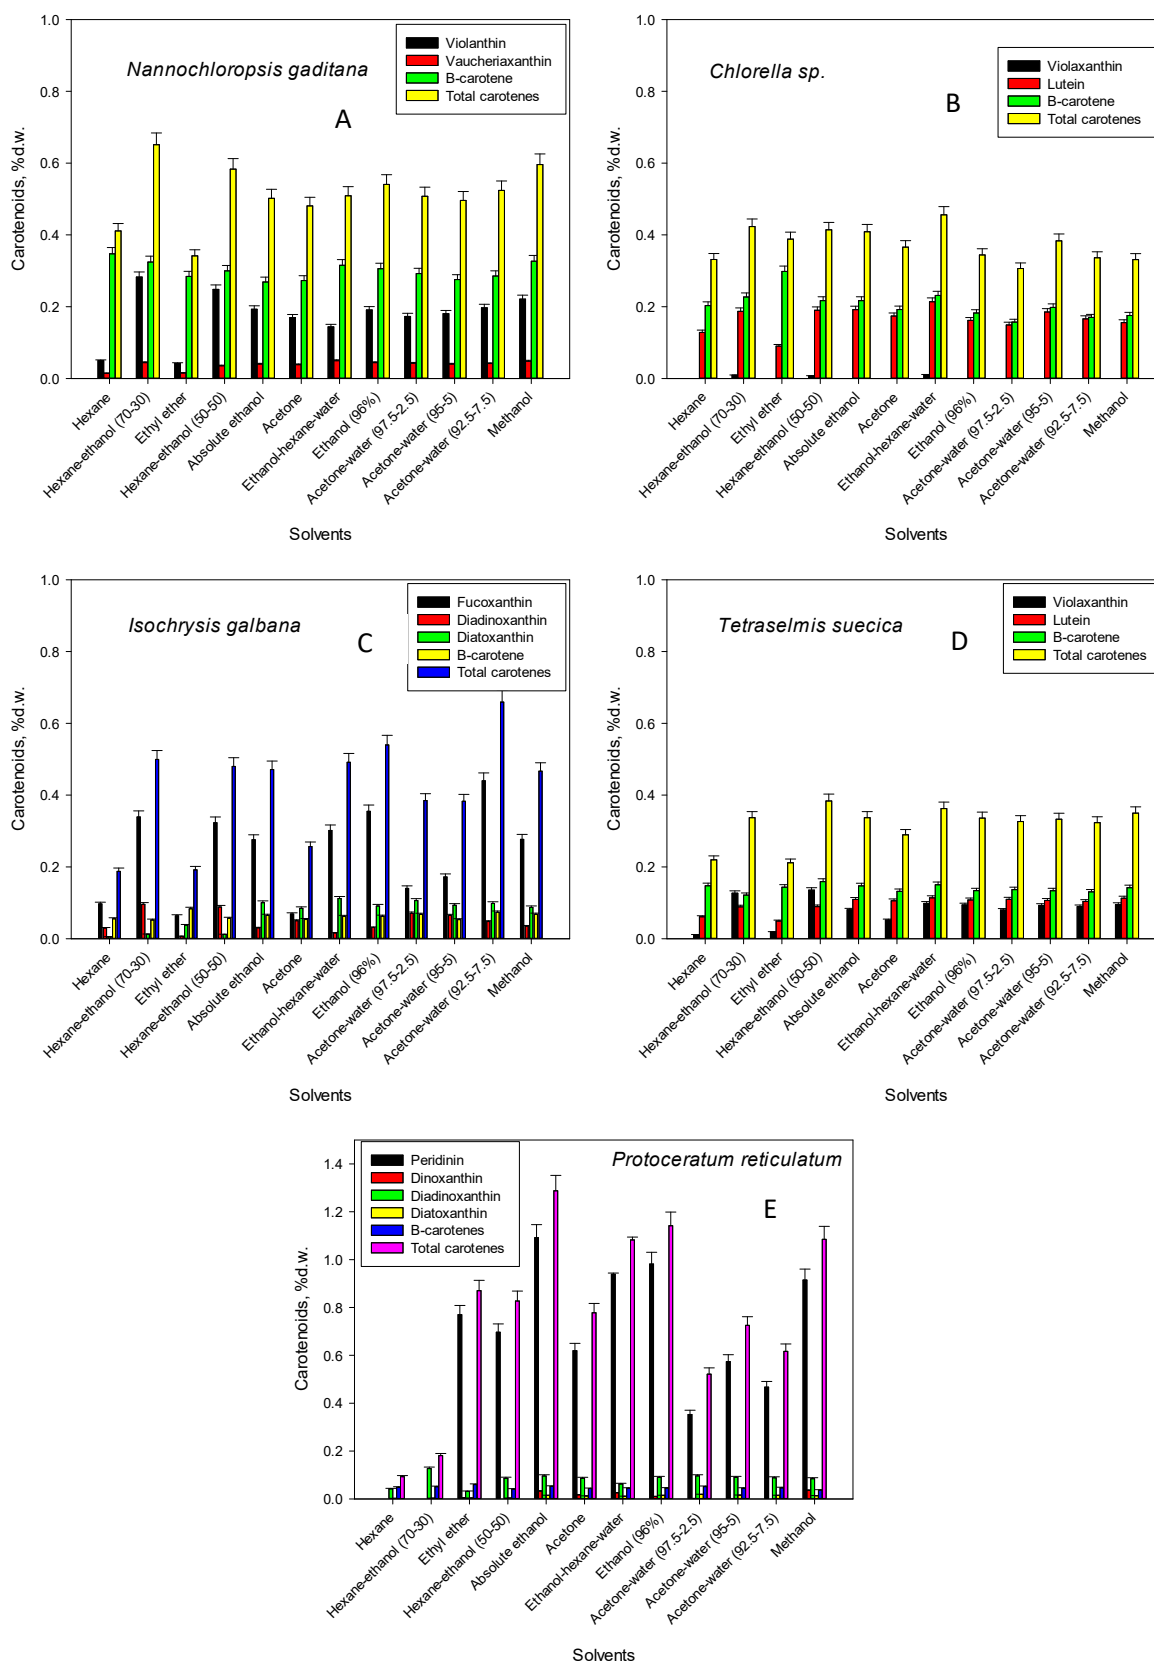 1.0
0.8
0.6
0.4
0.2
0.0
Carotenoids, %d.w.
Nannochloropsis gaditana
A
Violanthin
Vaucheriaxanthin
B-carotene
Total carotenes
Hexane
Hexane-ethanol (70-30)
Ethyl ether
Hexane-ethanol (50-50)
Absolute ethanol
Acetone
Ethanol-hexane-water
Ethanol (96%)
Acetone-water (97.5-2.5)
Acetone-water (95-5)
Acetone-water (92.5-7.5)
Methanol
Solvents
1.0
0.8
0.6
0.4
0.2
0.0
Carotenoids, %d.w.
Chlorella sp.
B
Violaxanthin
Lutein
B-carotene
Total carotenes
Hexane
Hexane-ethanol (70-30)
Ethyl ether
Hexane-ethanol (50-50)
Absolute ethanol
Acetone
Ethanol-hexane-water
Ethanol (96%)
Acetone-water (97.5-2.5)
Acetone-water (95-5)
Acetone-water (92.5-7.5)
Methanol
Solvents
1.0
0.8
0.6
0.4
0.2
0.0
Carotenoids, %d.w.
Isochrysis galbana
C
Fucoxanthin
Diadinoxanthin
Diatoxanthin
B-carotene
Total carotenes
Hexane
Hexane-ethanol (70-30)
Ethyl ether
Hexane-ethanol (50-50)
Absolute ethanol
Acetone
Ethanol-hexane-water
Ethanol (96%)
Acetone-water (97.5-2.5)
Acetone-water (95-5)
Acetone-water (92.5-7.5)
Methanol
Solvents
1.0
0.8
0.6
0.4
0.2
0.0
Carotenoids, %d.w.
Tetraselmis suecica
D
Violaxanthin
Lutein
B-carotene
Total carotenes
Hexane
Hexane-ethanol (70-30)
Ethyl ether
Hexane-ethanol (50-50)
Absolute ethanol
Acetone
Ethanol-hexane-water
Ethanol (96%)
Acetone-water (97.5-2.5)
Acetone-water (95-5)
Acetone-water (92.5-7.5)
Methanol
Solvents
1.4
1.2
1.0
0.8
0.6
0.4
0.2
0.0
Carotenoids, %d.w.
Peridinin
Dinoxanthin
Diadinoxanthin
Diatoxanthin
B-carotenes
Total carotenes
Protoceratum reticulatum
E
Hexane
Hexane-ethanol (70-30)
Ethyl ether
Hexane-ethanol (50-50)
Absolute ethanol
Acetone
Ethanol-hexane-water
Ethanol (96%)
Acetone-water (97.5-2.5)
Acetone-water (95-5)
Acetone-water (92.5-7.5)
Methanol
Solvents